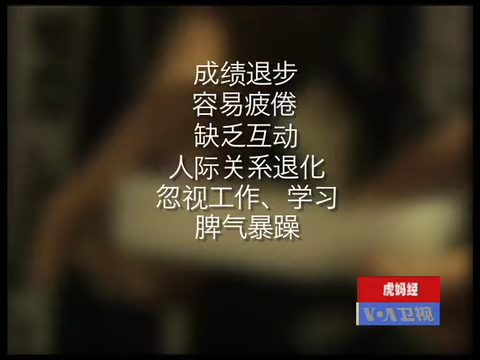 成绩退步
容易疲倦
缺乏互动
人际关系退化
忽视工作、学习
脾气暴躁
虎妈经
VOA卫视